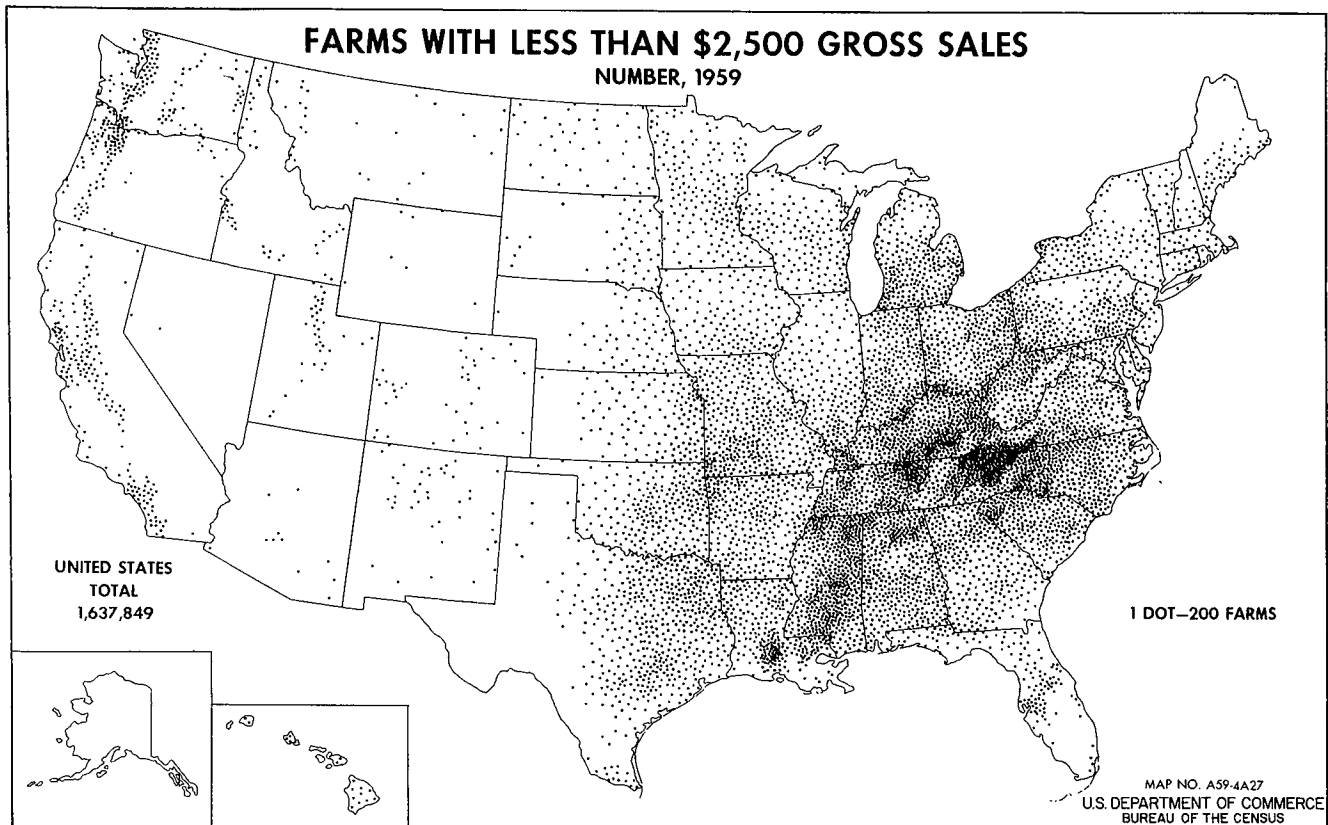 FARMS WITH LESS THAN $2,500 GROSS SALES
NUMBER, 1959
UNITED STATES
TOTAL
1,637,849
1 DOT—200 FARMS
MAP NO. A59-4A27
U.S. DEPARTMENT OF COMMERCE
BUREAU OF THE CENSUS